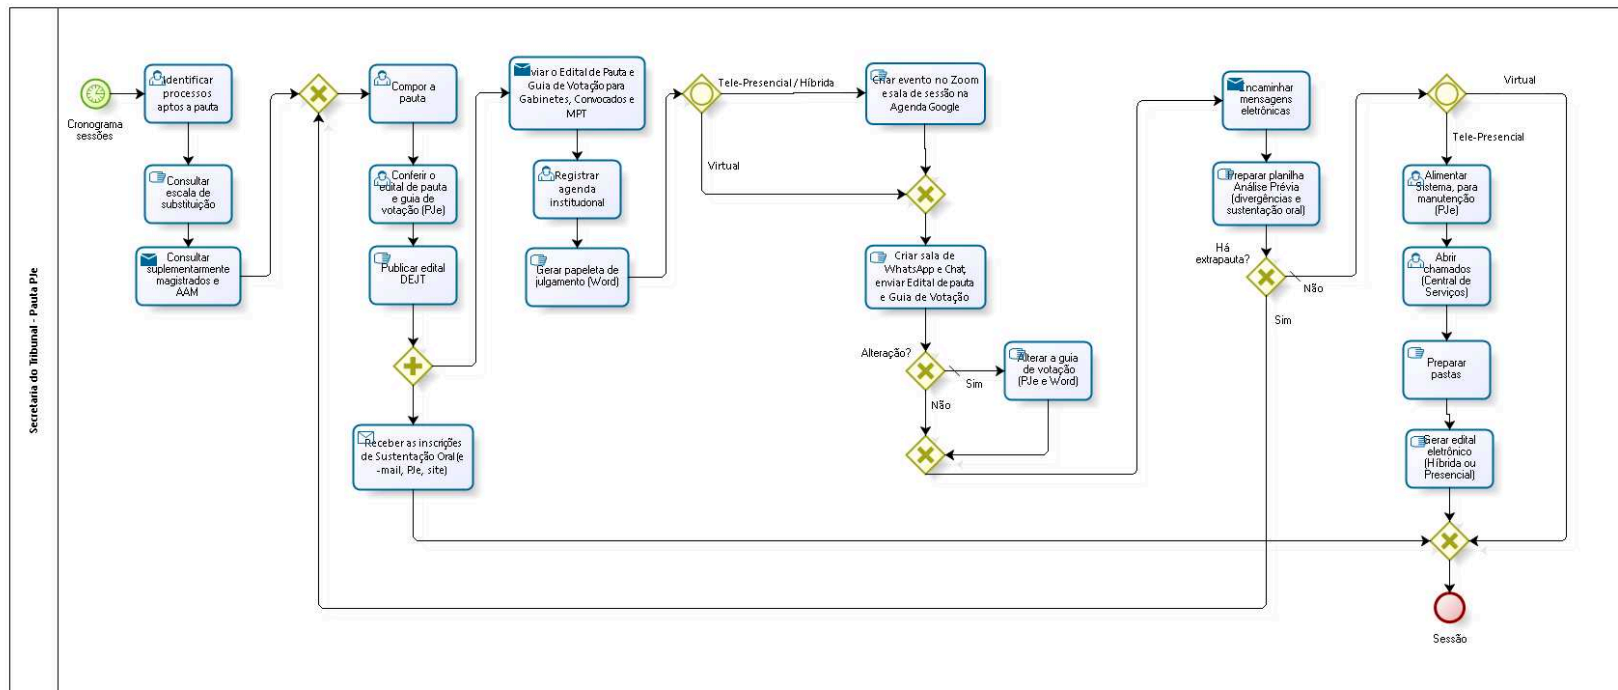 Secretaria do Tribunal - Pauta PJe
Cronograma
sessões
Identificar
processos
aptos a pauta
Consultar
escala de
substituição
Consultar
suplementarmente
magistrados e
AAM
Compor a
pauta
Conferir o
edital de pauta
e guia de
votação (PJe)
Publicar edital
DEJT
Receber as inscrições
de Sustentação Oral(e
-mail, PJe, site)
viar o Edital de Pauta e
Guia de Votação para
Gabinetes, Convocados e
MPT
Registrar
agenda
institucional
Gerar papeleta de
julgamento (Word)
Tele-Presencial / Híbrida
Virtual
Criar evento no Zoom
e sala de sessão na
Agenda Google
Criar sala de
WhatsApp e Chat,
enviar Edital de pauta
e Guia de Votação
Alteração?
Sim
Não
Alterar a guia
de votação
(PJe e Word)
Encaminhar
mensagens
eletrônicas
Preparar planilha
Análise Prévia
(divergências e
sustentação oral)
Há
extrapauta?
Não
Sim
Virtual
Tele-Presencial
Alimentar
Sistema, para
manutenção
(PJe)
Abrir
chamados
(Central de
Serviços)
Preparar
pastas
Gerar edital
eletrônico
(Híbrida ou
Presencial)
Sessão